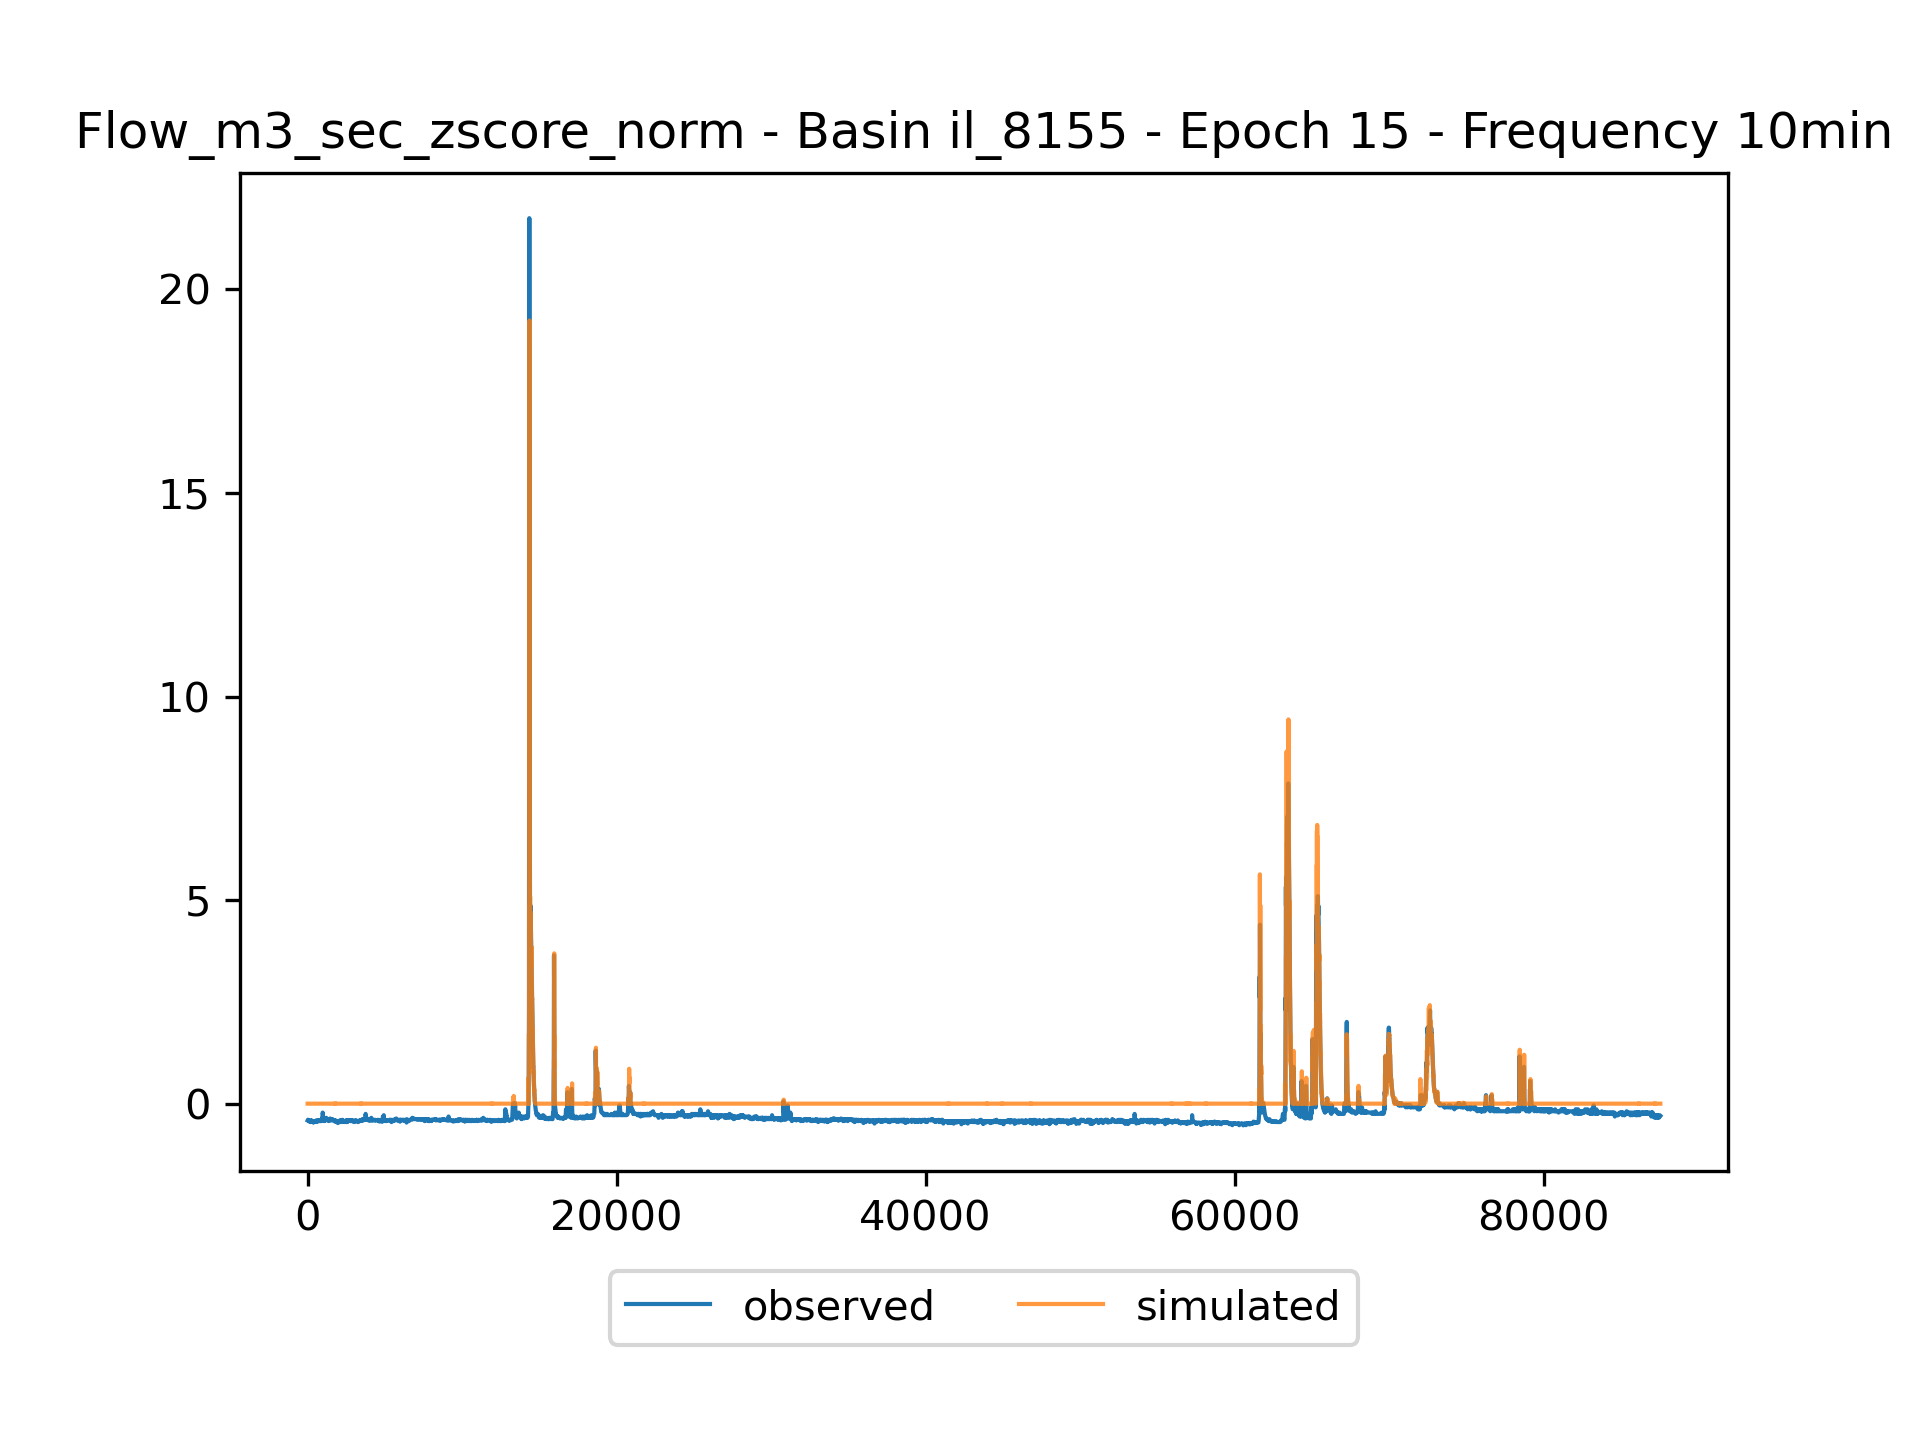 Flow_m3_sec_zscore_norm - Basin il_8155 - Epoch 15 - Frequency 10min
20
15
10
5
0
0 20000 40000 60000 80000
observed simulated